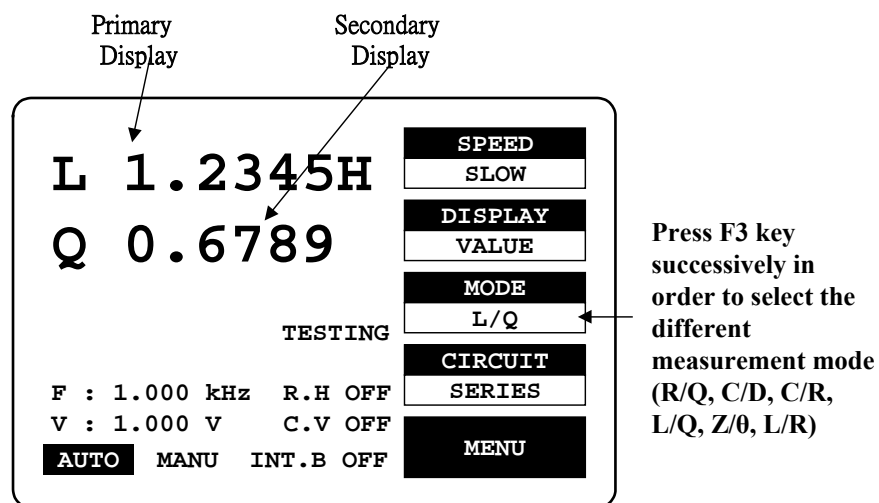 Primary
Display
Secondary
Display
L 1.2345H
Q 0.6789
TESTING
F : 1.000 kHz R.H OFF
V : 1.000 V C.V OFF
AUTO MANU INT.B OFF
SPEED
SLOW
DISPLAY
VALUE
MODE
L/Q
CIRCUIT
SERIES
MENU
Press F3 key
successively in
order to select the
different
measurement mode
(R/Q, C/D, C/R,
L/Q, Z/θ, L/R)